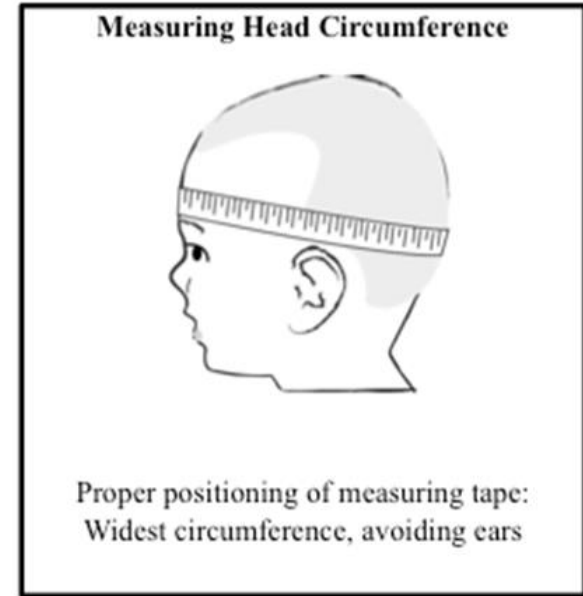 Measuring Head Circumference
Proper positioning of measuring tape:
Widest circumference, avoiding ears